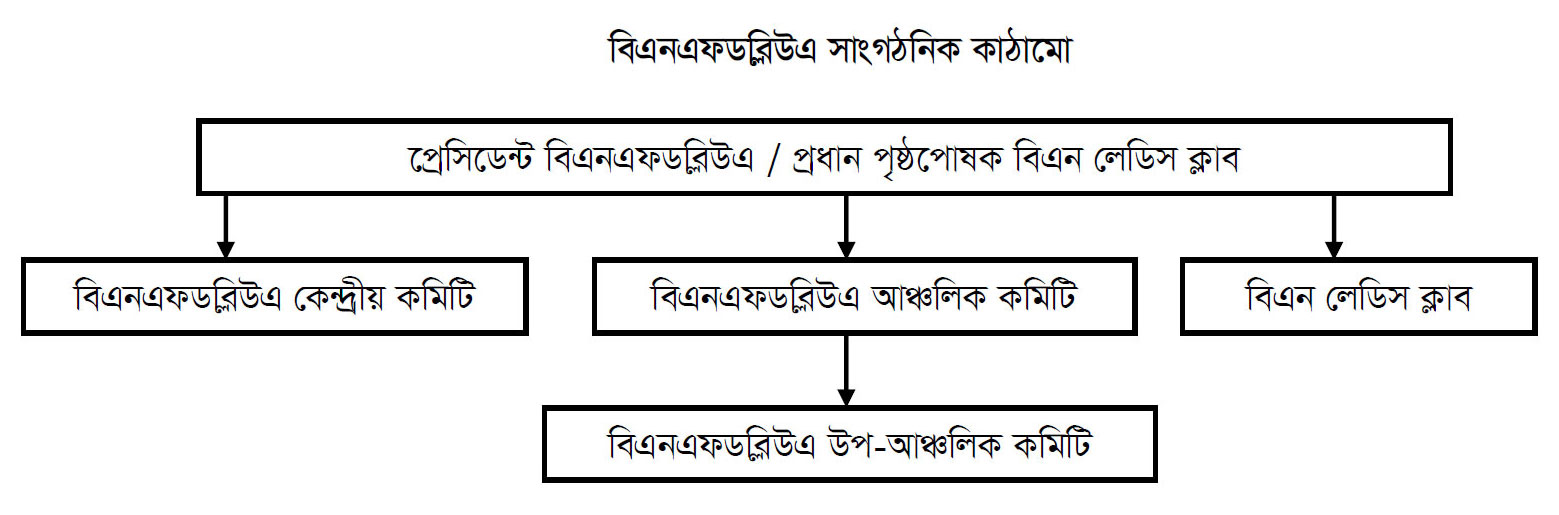 বিএনএফডব্লিউএ সাংগঠনিক কাঠামো
প্রেসিডেন্ট বিএনএফডব্লিউএ / প্রধান পৃষ্ঠপোষক বিএন লেডিস ক্লাব
বিএনএফডব্লিউএ কেন্দ্রীয় কমিটি
বিএনএফডব্লিউএ আঞ্চলিক কমিটি
বিএন লেডিস ক্লাব
বিএনএফডব্লিউএ উপ-আঞ্চলিক কমিটি